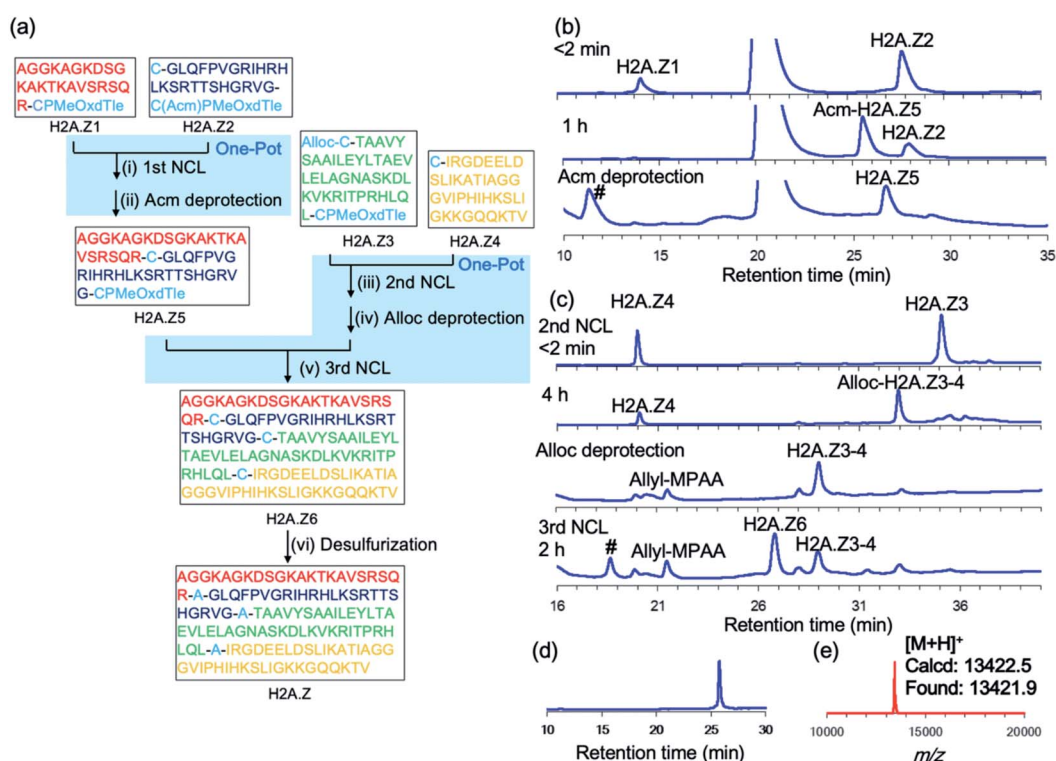 (a)
AGGKAGKDSG
KAKTKAVSRSQ
R-CPMeOxdTle
H2A.Z1
C-GLQFPVGRIHRH
LKSRTTSHGRVG-
C(Acm)PMeOxdTle
H2A.Z2
One-Pot
(i) 1st NCL
(ii) Acm deprotection
Alloc-C-TAAVY
SAAILEYLTAEV
LELAGNASKDL
KVKRITPRHLQ
L-CPMeOxdTle
H2A.Z3
C-IRGDEELD
SLIKATIAGG
GVIPHIHKSLI
GKKGQQKTV
H2A.Z4
One-Pot
(iii) 2nd NCL
(iv) Alloc deprotection
AGGKAGKDSGKAKTKA
VSRSQR-C-GLQFPVG
RIHRHLKSRTTSHGRV
G-CPMeOxdTle
H2A.Z5
(v) 3rd NCL
AGGKAGKDSGKAKTKAVSRS
QR-C-GLQFPVGRIHRHLKSRT
TSHGRVG-C-TAAVYSAAILEYL
TAEVLELAGNASKDLKVKRITP
RHLQL-C-IRGDEELDSLIKATIA
GGGVIPHIHKSLIGKKGQQKTV
H2A.Z6
(vi) Desulfurization
AGGKAGKDSGKAKTKAVSRSQ
R-A-GLQFPVGRIHRHLKSRTTS
HGRVG-A-TAAVYSAAILEYLTA
EVLELAGNASKDLKVKRITPRH
LQL-A-IRGDEELDSLIKATIAGG
GVIPHIHKSLIGKKGQQKTV
H2A.Z
(b)
<2 min
H2A.Z1
H2A.Z2
10 15 20 25 30 35
1 h
Acm-H2A.Z5
H2A.Z2
Acm deprotection
#
H2A.Z5
10 15 20 25 30 35
Retention time (min)
(c)
2nd NCL
<2 min
H2A.Z4
H2A.Z3
4 h
H2A.Z4
Alloc-H2A.Z3-4
Alloc deprotection
Allyl-MPAA
H2A.Z3-4
3rd NCL
2 h
#
Allyl-MPAA
H2A.Z6
H2A.Z3-4
16 21 26 31 36
Retention time (min)
(d)
10 15 20 25 30
Retention time (min)
(e)
[M+H]+
Calcd: 13422.5
Found: 13421.9
10000 15000 20000
m/z